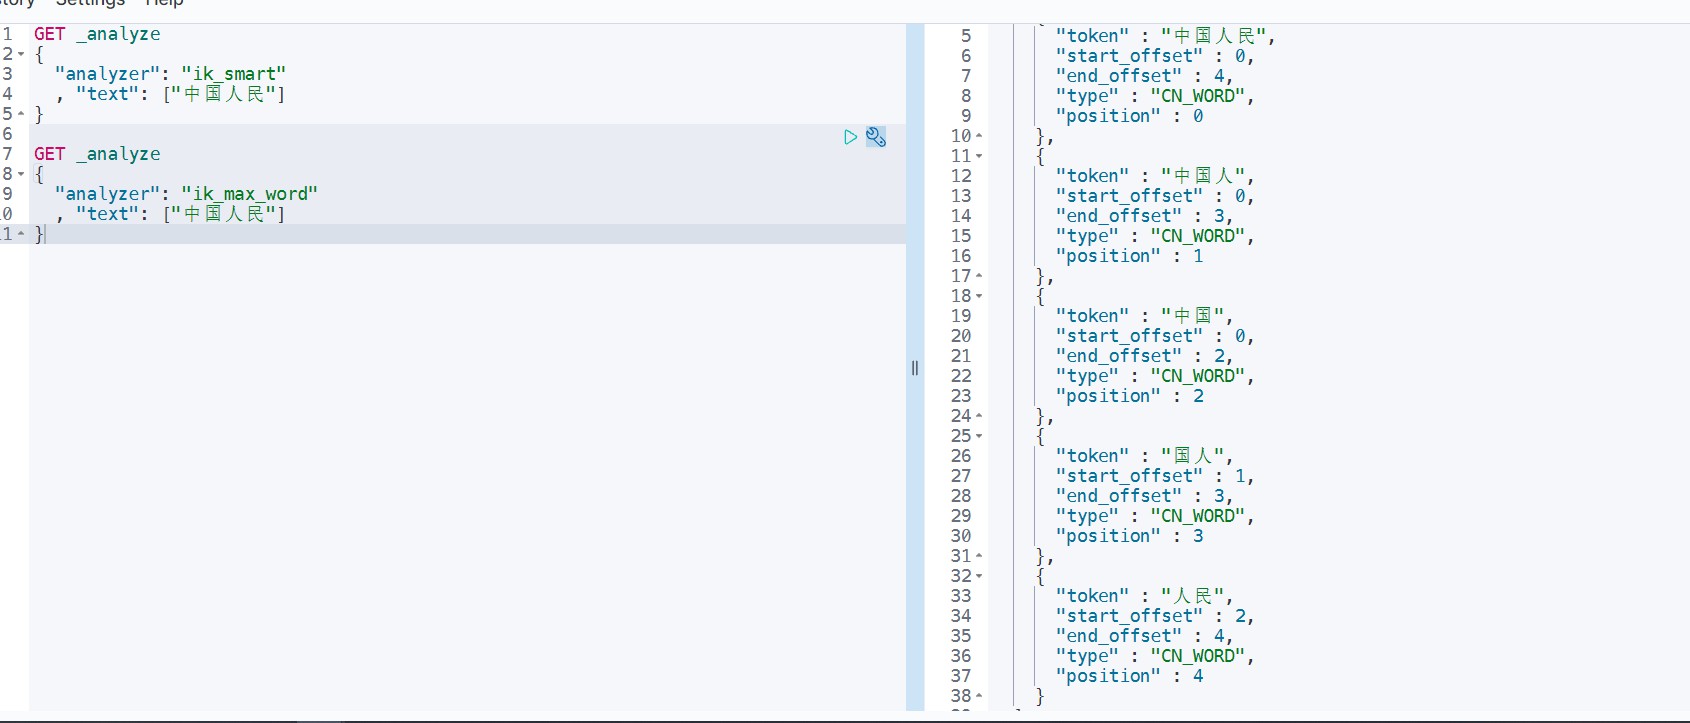 Settings
Help
1 GET _analyze
2 {
3 "analyzer": "ik_smart"
4 , "text": ["中国人民"]
5 }
6
7 GET _analyze
8 {
9 "analyzer": "ik_max_word"
0 , "text": ["中国人民"]
1 }
5 "token" : "中国人民",
6 "start_offset" : 0,
7 "end_offset" : 4,
8 "type" : "CN_WORD",
9 "position" : 0
10 },
11 {
12 "token" : "中国人",
13 "start_offset" : 0,
14 "end_offset" : 3,
15 "type" : "CN_WORD",
16 "position" : 1
17 },
18 {
19 "token" : "中国",
20 "start_offset" : 0,
21 "end_offset" : 2,
22 "type" : "CN_WORD",
23 "position" : 2
24 },
25 {
26 "token" : "国人",
27 "start_offset" : 1,
28 "end_offset" : 3,
29 "type" : "CN_WORD",
30 "position" : 3
31 },
32 {
33 "token" : "人民",
34 "start_offset" : 2,
35 "end_offset" : 4,
36 "type" : "CN_WORD",
37 "position" : 4
38 }